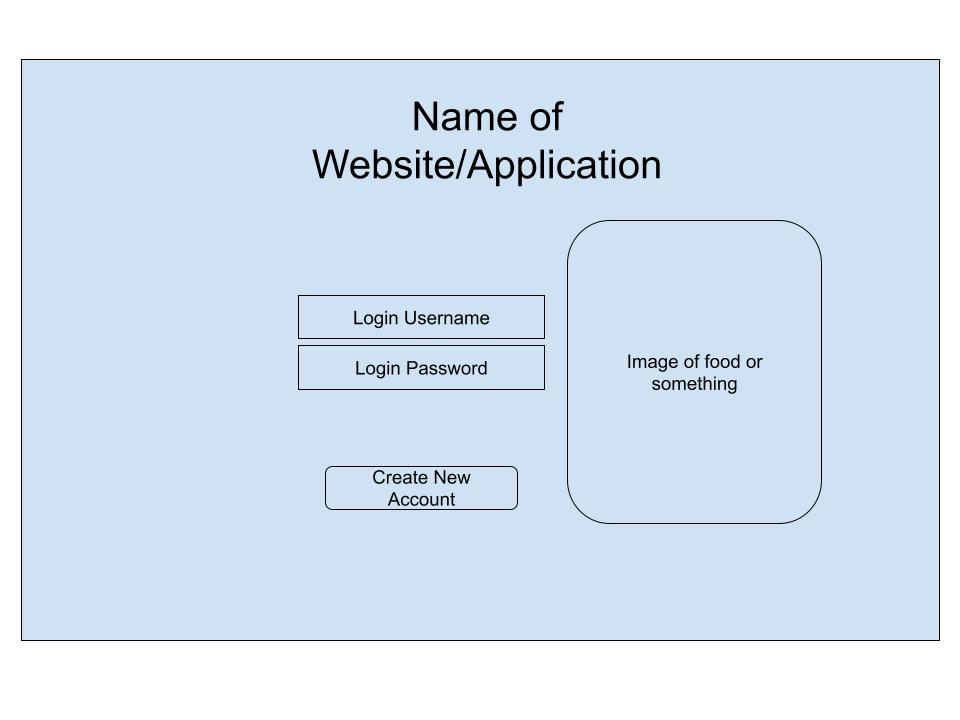 Name of
Website/Application
Login Username
Login Password
Image of food or
something
Create New
Account